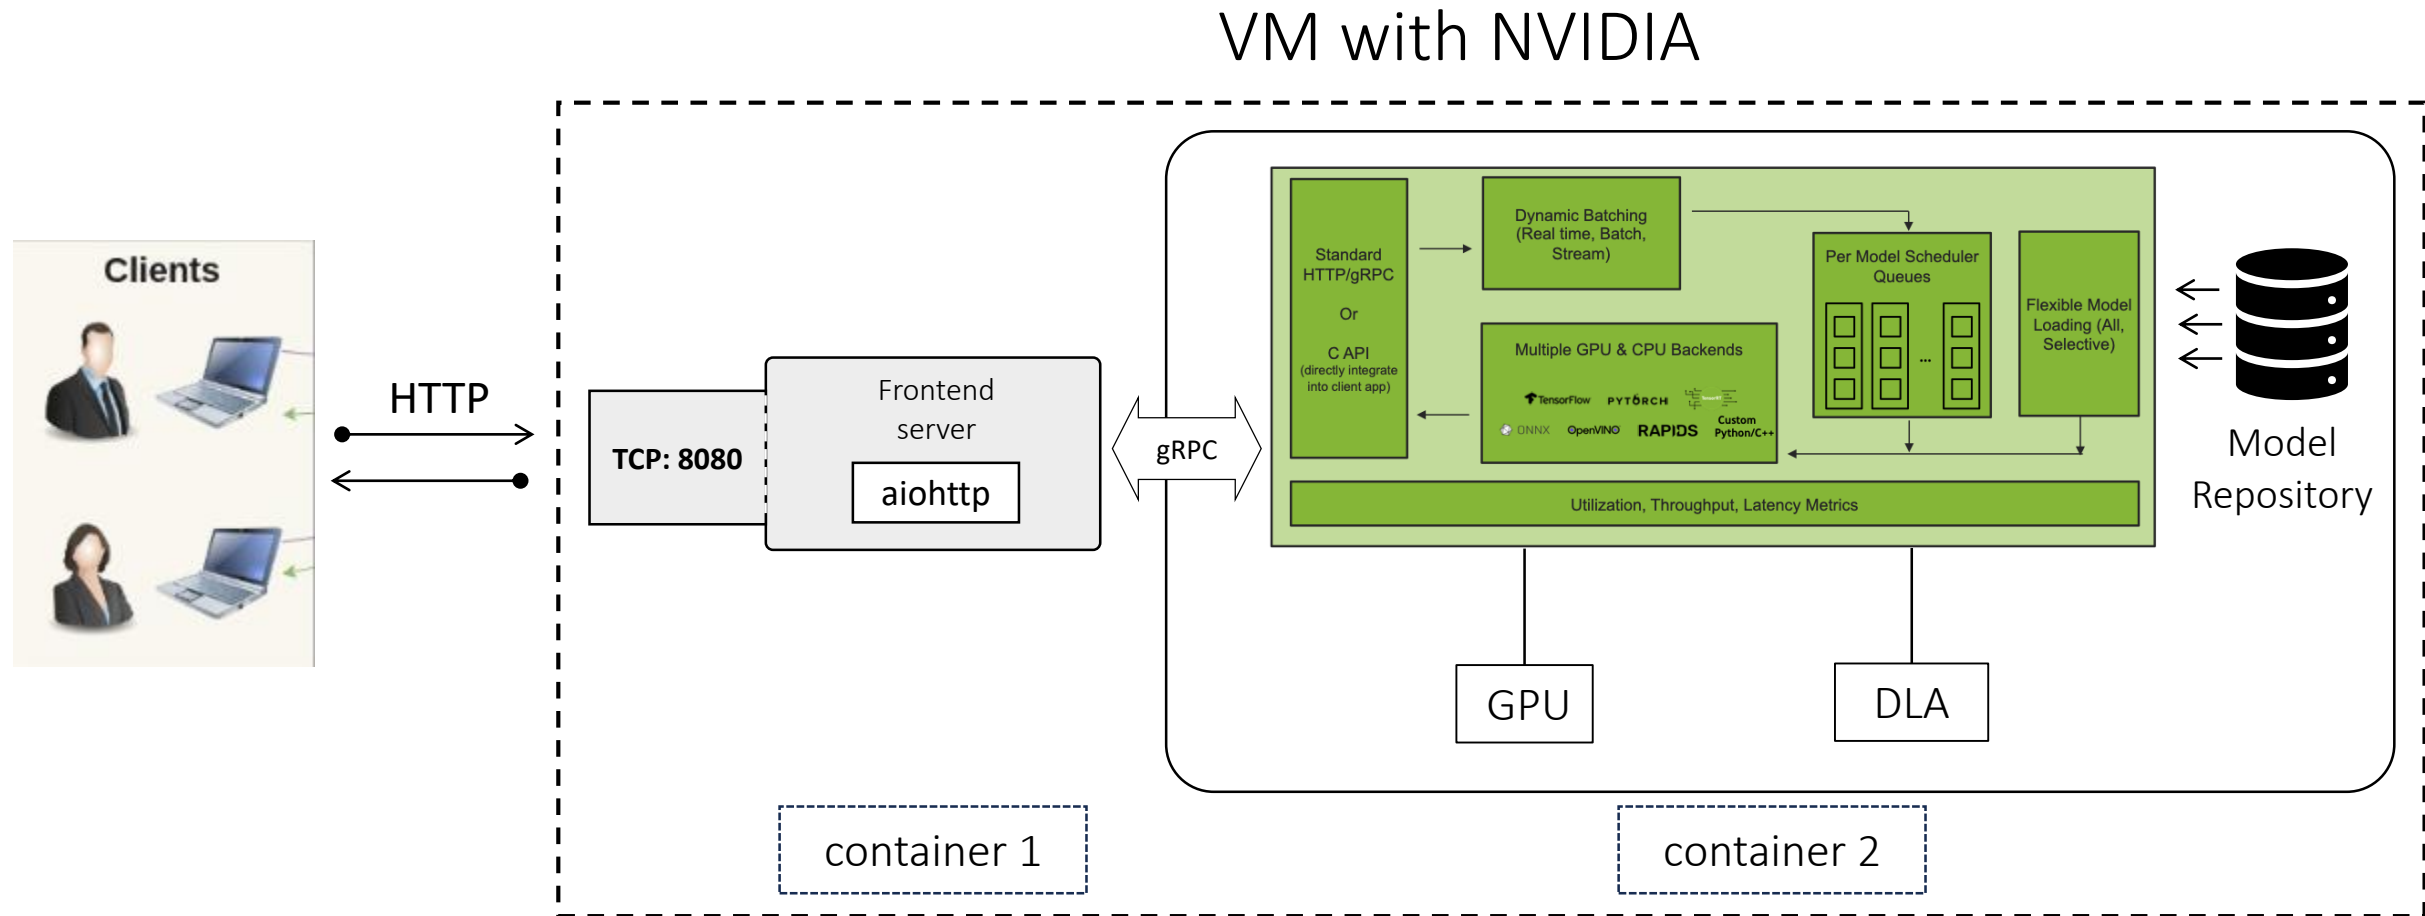 VM with NVIDIA
Clients
HTTP
TCP: 8080
Frontend
server
aiohttp
gRPC
Standard
HTTP/gRPC
Or
C API
(directly integrate
into client app)
Dynamic Batching
(Real time, Batch,
Stream)
Per Model Scheduler
Queues
...
Flexible Model
Loading (All,
Selective)
Multiple GPU & CPU Backends
TensorFlow
PYTORCH
ONNX
OpenVINO
RAPIDS
Custom
Python/C++
Utilization, Throughput, Latency Metrics
Model
Repository
GPU
DLA
container 1
container 2